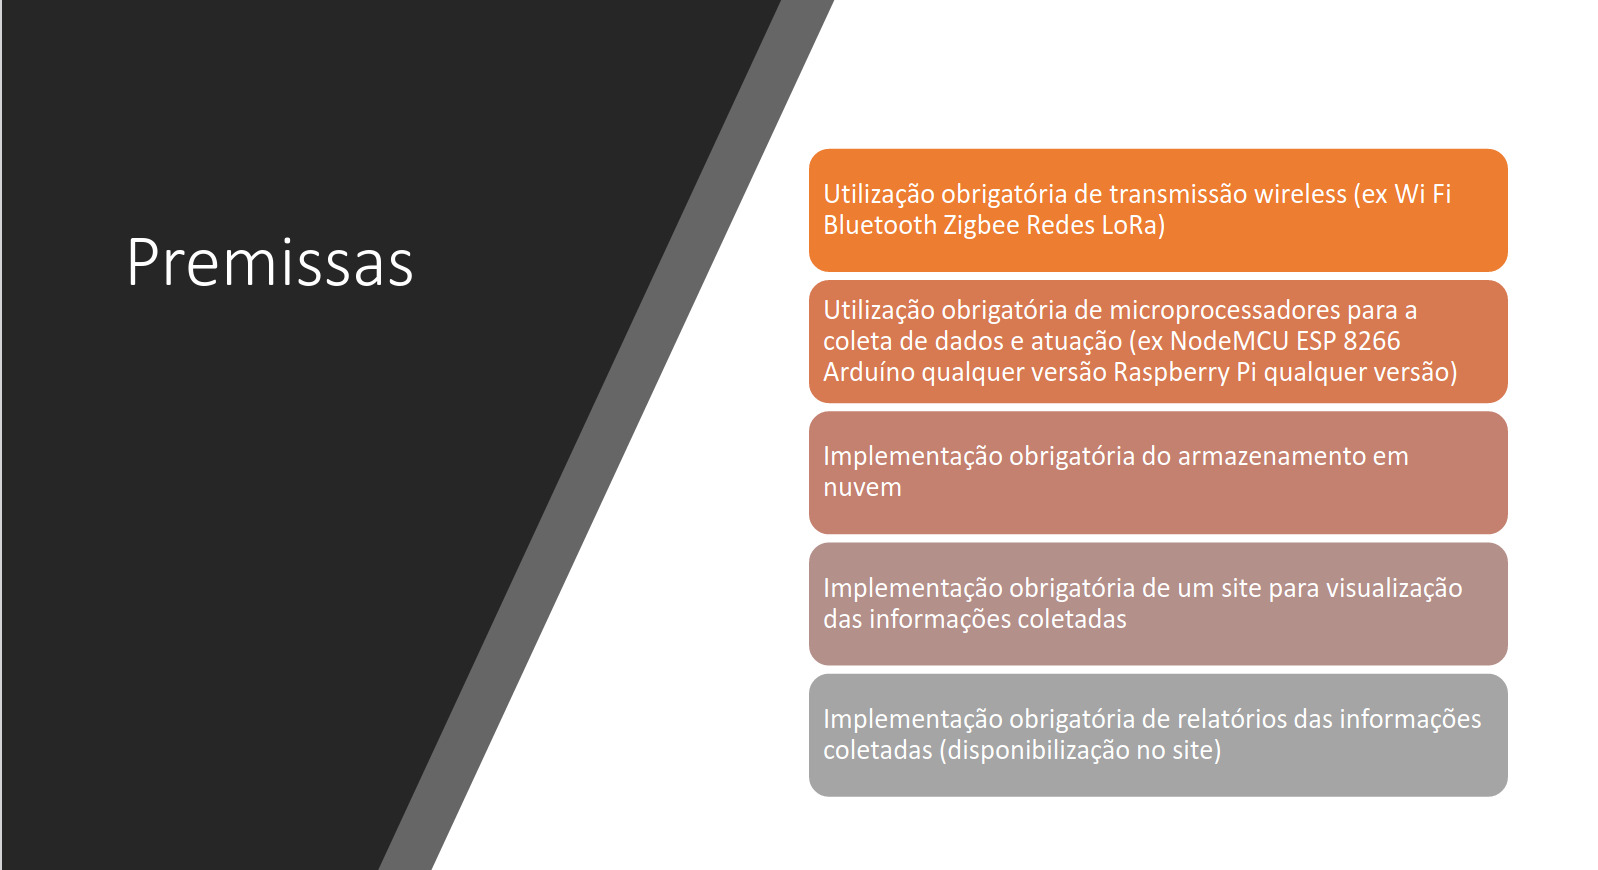 Premissas
Utilização obrigatória de transmissão wireless (ex Wi Fi
Bluetooth Zigbee Redes LoRa)
Utilização obrigatória de microprocessadores para a
coleta de dados e atuação (ex NodeMCU ESP 8266
Arduíno qualquer versão Raspberry Pi qualquer versão)
Implementação obrigatória do armazenamento em
nuvem
Implementação obrigatória de um site para visualização
das informações coletadas
Implementação obrigatória de relatórios das informações
coletadas (disponibilização no site)